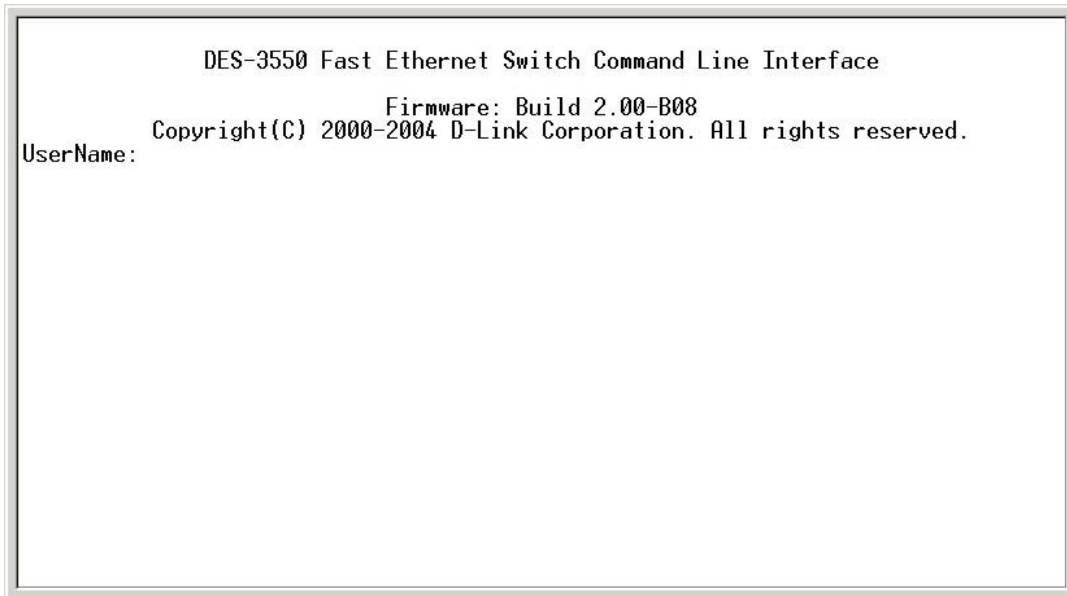 DES-3550 Fast Ethernet Switch Command Line Interface
Firmware: Build 2.00-B08
Copyright(C) 2000-2004 D-Link Corporation. All rights reserved.
UserName: